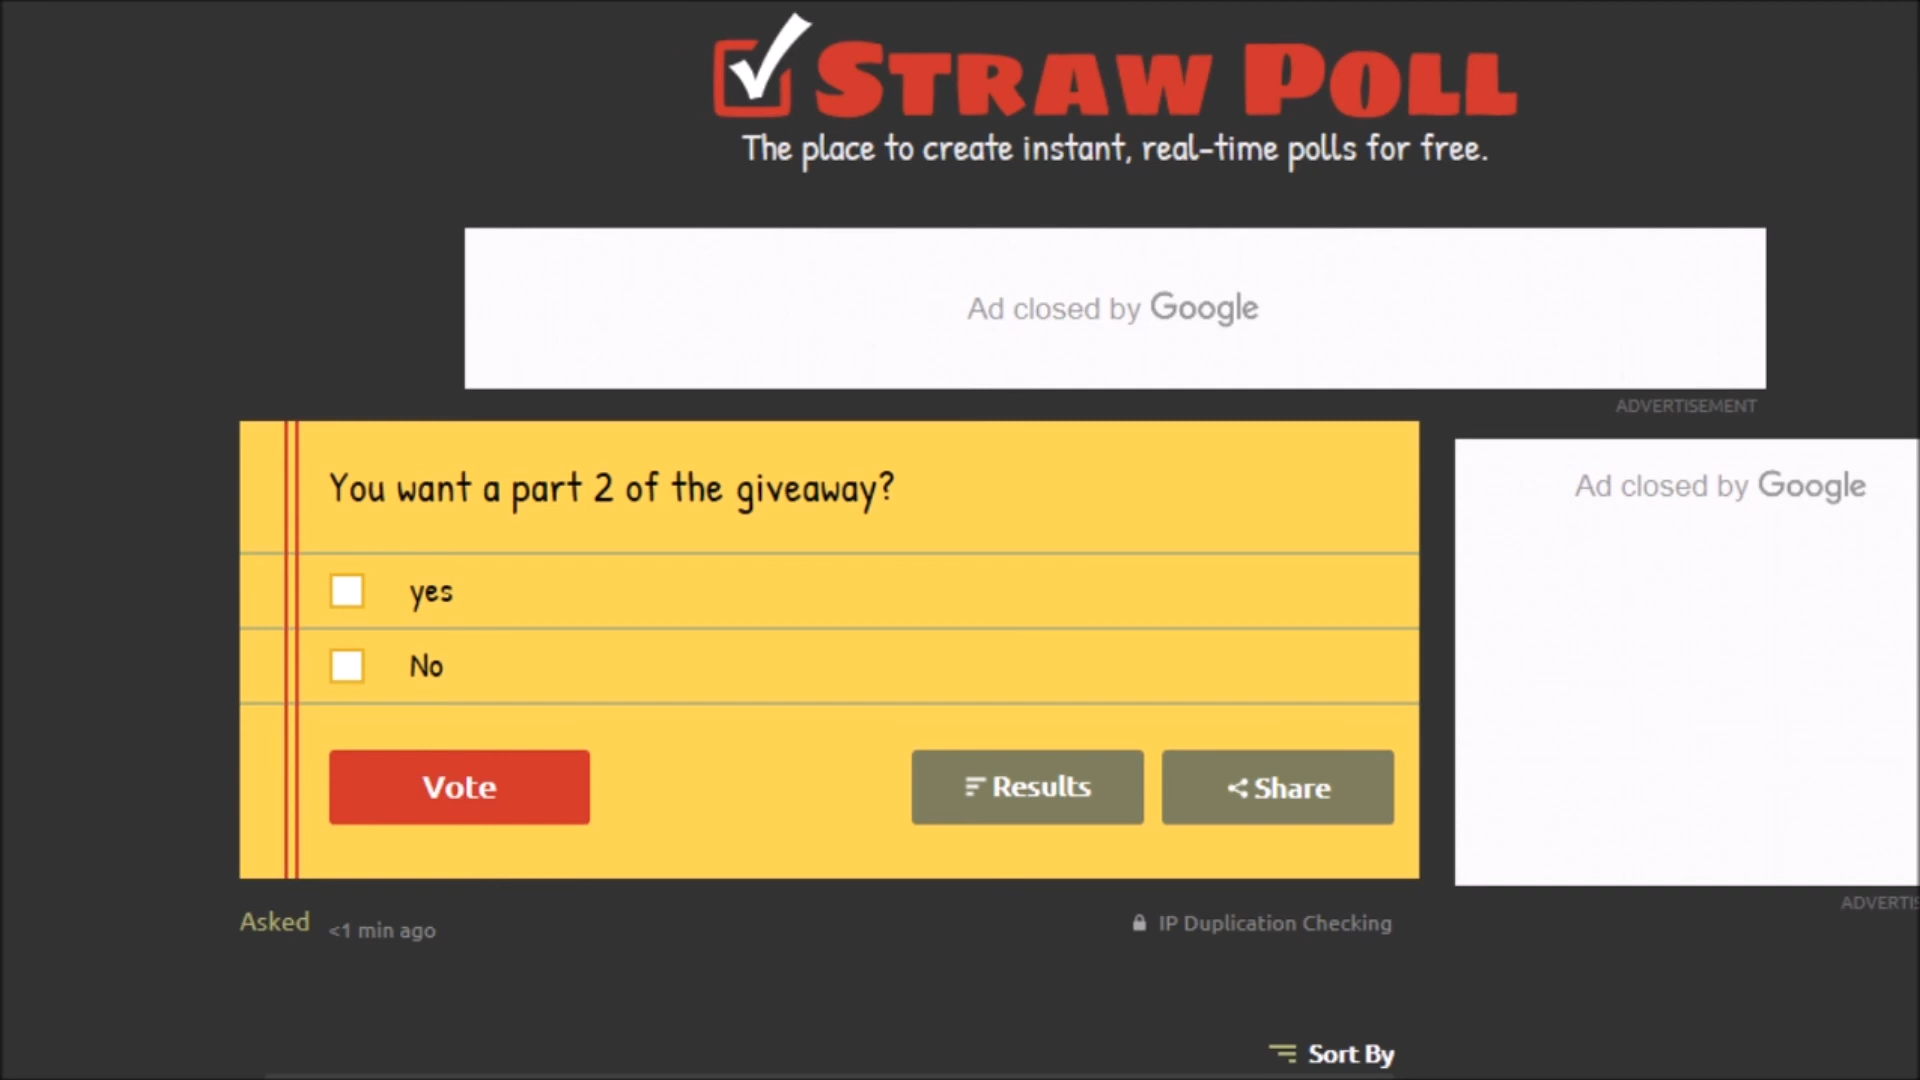 STRAW POLL
The place to create instant, real-time polls for free.
Ad closed by Google
ADVERTISEMENT
You want a part 2 of the giveaway?
yes
No
Vote
Results
Share
Ad closed by Google
ADVERTIS
Asked <1 min ago
IP Duplication Checking
Sort By